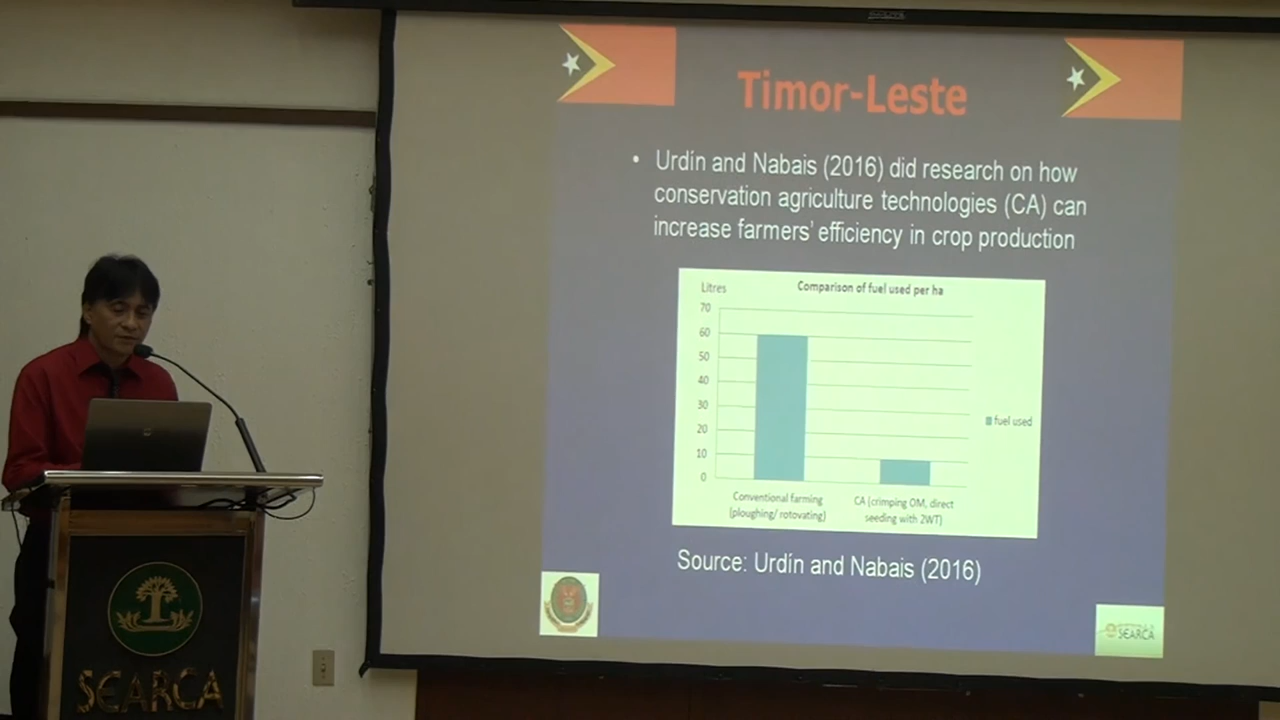 Timor-Leste
• Urdín and Nabais (2016) did research on how
conservation agriculture technologies (CA) can
increase farmers' efficiency in crop production
Litres
Comparison of fuel used per ha
70
60
50
40
30
20
10
0
fuel used
Conventional farming
(ploughing/ rotovating)
CA (crimping OM, direct
seeding with 2WT)
Source: Urdín and Nabais (2016)
SEARCA
SEARCA